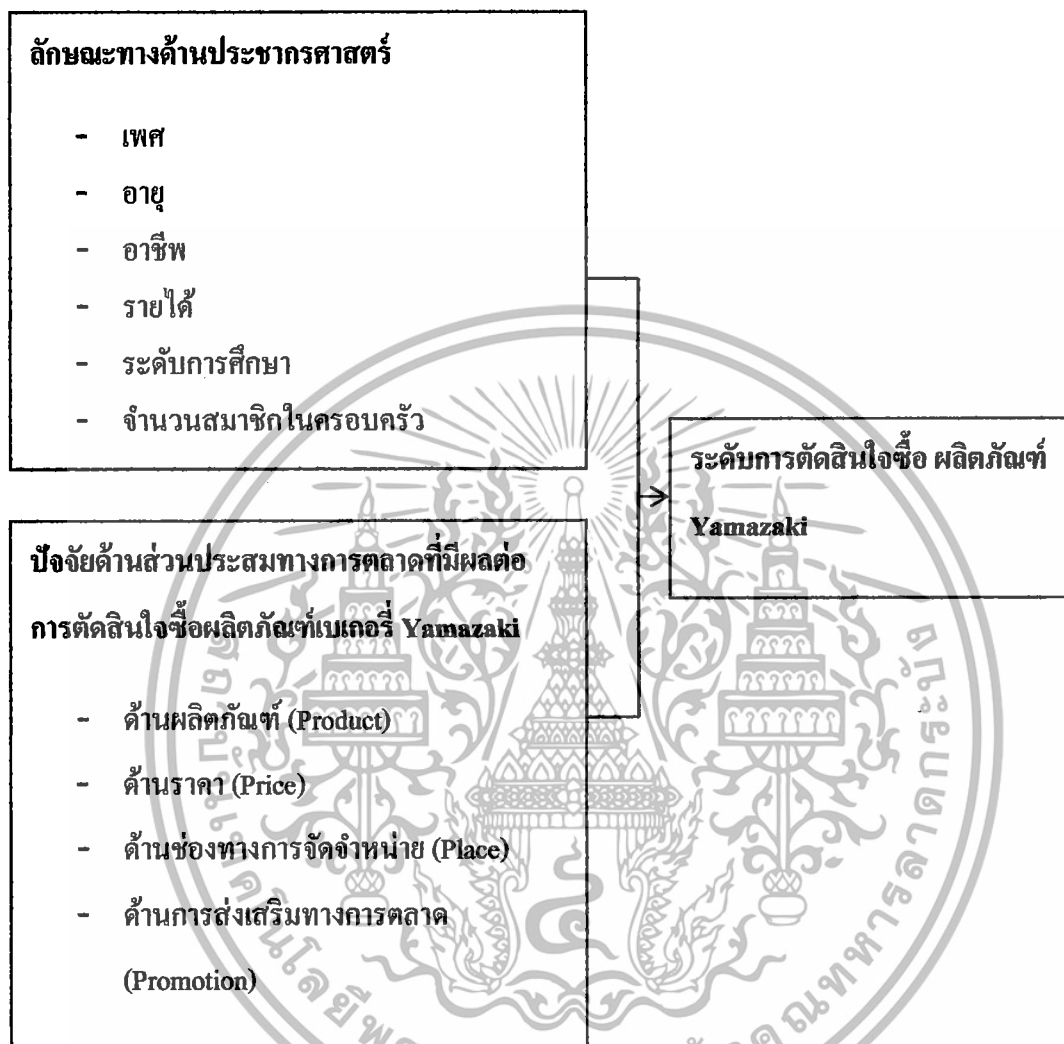 ลักษณะทางด้านประชากรศาสตร์
- เพศ
- อายุ
- อาชีพ
- รายได้
- ระดับการศึกษา
- จำนวนสมาชิกในครอบครัว
ปัจจัยด้านส่วนประสมทางการตลาดที่มีผลต่อ
การตัดสินใจซื้อผลิตภัณฑ์เบเกอรี่ Yamazaki
- ด้านผลิตภัณฑ์ (Product)
- ด้านราคา (Price)
- ด้านช่องทางการจัดจำหน่าย (Place)
- ด้านการส่งเสริมทางการตลาด
(Promotion)
ระดับการตัดสินใจซื้อ ผลิตภัณฑ์
Yamazaki